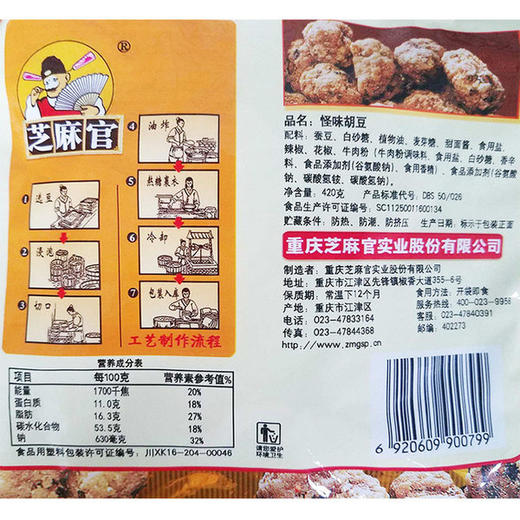 ®
芝麻官
1
选豆
2
浸泡
3
切口
4
油炸
5
熬糖裹衣
6
冷却
7
包装入库
工艺制作流程
营养成分表
项目 每100克 营养素参考值%
能量 1700千焦 20%
蛋白质 11.0克 18%
脂肪 16.3克 27%
碳水化合物 53.5克 18%
钠 630毫克 32%
食品用塑料包装许可证编号：川XK16-204-00046
品名：怪味胡豆
配料：蚕豆、白砂糖、植物油、麦芽糖、甜面酱、食用盐、
辣椒、花椒、牛肉粉（牛肉粉调味料、食用盐、白砂糖、香辛
料、食品添加剂(谷氨酸钠)、食用香精）、食品添加剂(谷氨酸
钠、碳酸氢铵、碳酸氢钠)。
净含量：420克 产品标准代号：DBS 50/026
食品生产许可证编号：SC11250011600134
贮藏条件：防热、防潮、防挤压 生产日期：标示于包装正面
重庆芝麻官实业股份有限公司
制造者：重庆芝麻官实业股份有限公司
地址：重庆市江津区先锋镇椒香大道355-6号
保质期：常温下12个月 食用方法：开袋即食
产地：重庆市江津区 服务热线：400-023-9958
电话：023-47833164 客服：023-47840391
传真：023-47844368 邮编：402273
http://www.zmgsp.com
请您爱护
环境卫生
6 920609 900799